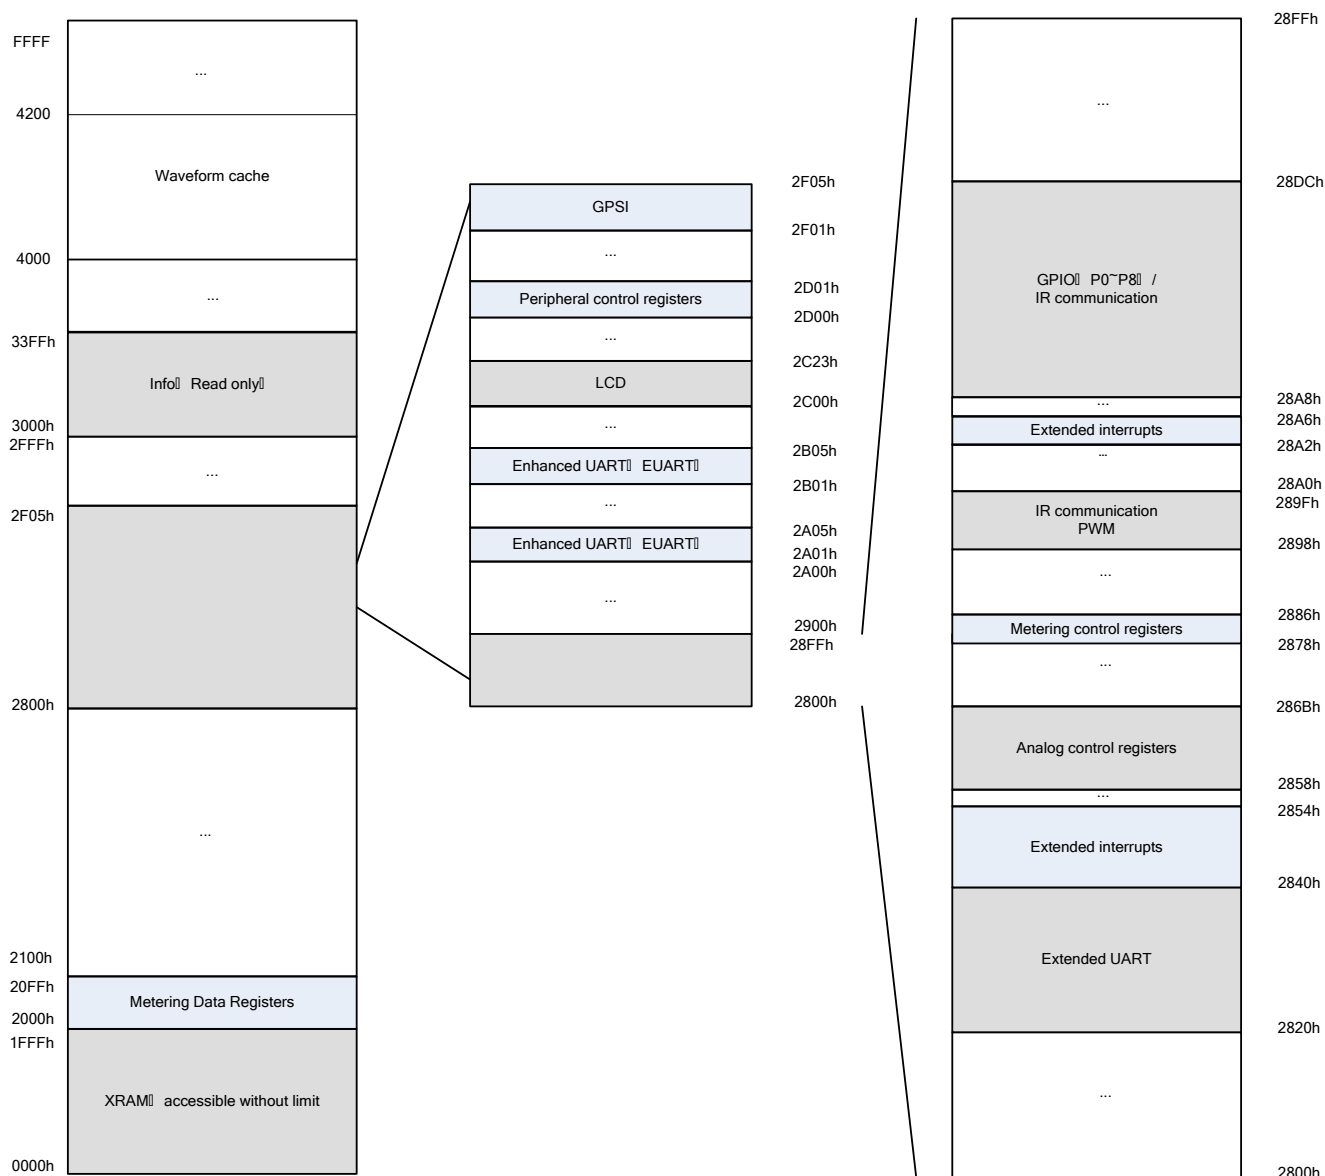 FFFF
...
4200
Waveform cache
4000
...
33FFh
Info Read only
3000h
2FFFh
...
2F05h
2800h
...
2100h
20FFh
Metering Data Registers
2000h
1FFFh
XRAM accessible without limit
0000h
2F05h
GPSI
2F01h
...
2D01h
Peripheral control registers
2D00h
...
2C23h
LCD
2C00h
...
2B05h
Enhanced UART EUART
2B01h
...
2A05h
Enhanced UART EUART
2A01h
2A00h
...
2900h
28FFh
2800h
28FFh
...
28DCh
GPIO P0~P8 /
IR communication
28A8h
...
28A6h
Extended interrupts
28A2h
...
28A0h
289Fh
IR communication
PWM
2898h
...
2886h
Metering control registers
2878h
...
286Bh
Analog control registers
2858h
...
2854h
Extended interrupts
2840h
Extended UART
2820h
...
2800h